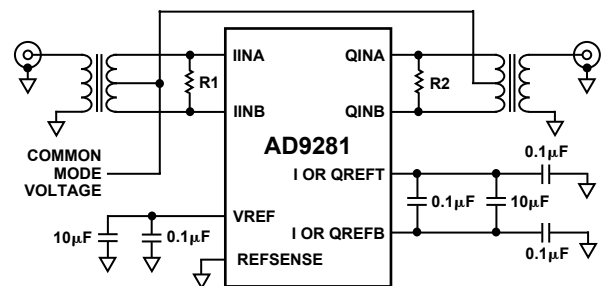 IINA
QINA
R1
R2
IINB
QINB
AD9281
COMMON
MODE
VOLTAGE
0.1µF
I OR QREFT
0.1µF
10µF
VREF
10µF
0.1µF
I OR QREFB
0.1µF
REFSENSE